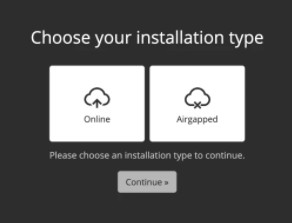 Choose your installation type
Online
Airgapped
Please choose an installation type to continue.
Continue »